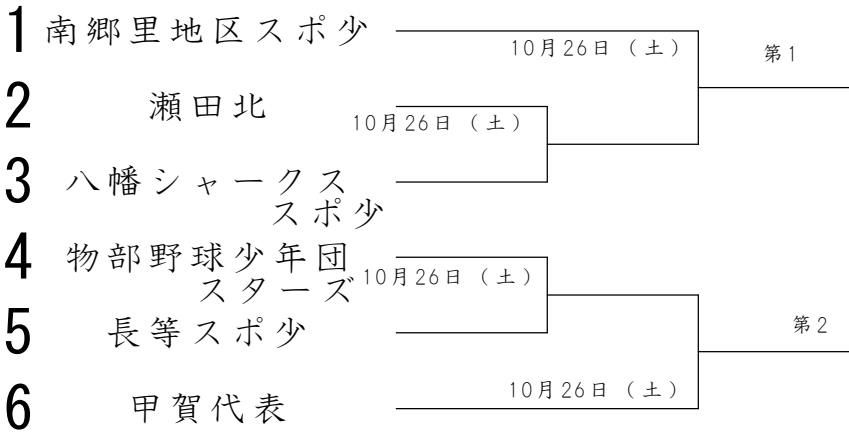 1 南郷里地区スポ少
10月26日（土）
第1
2 瀬田北
10月26日（土）
3 八幡シャークス
スポ少
4 物部野球少年団
スターズ
10月26日（土）
5 長等スポ少
第2
10月26日（土）
6 甲賀代表